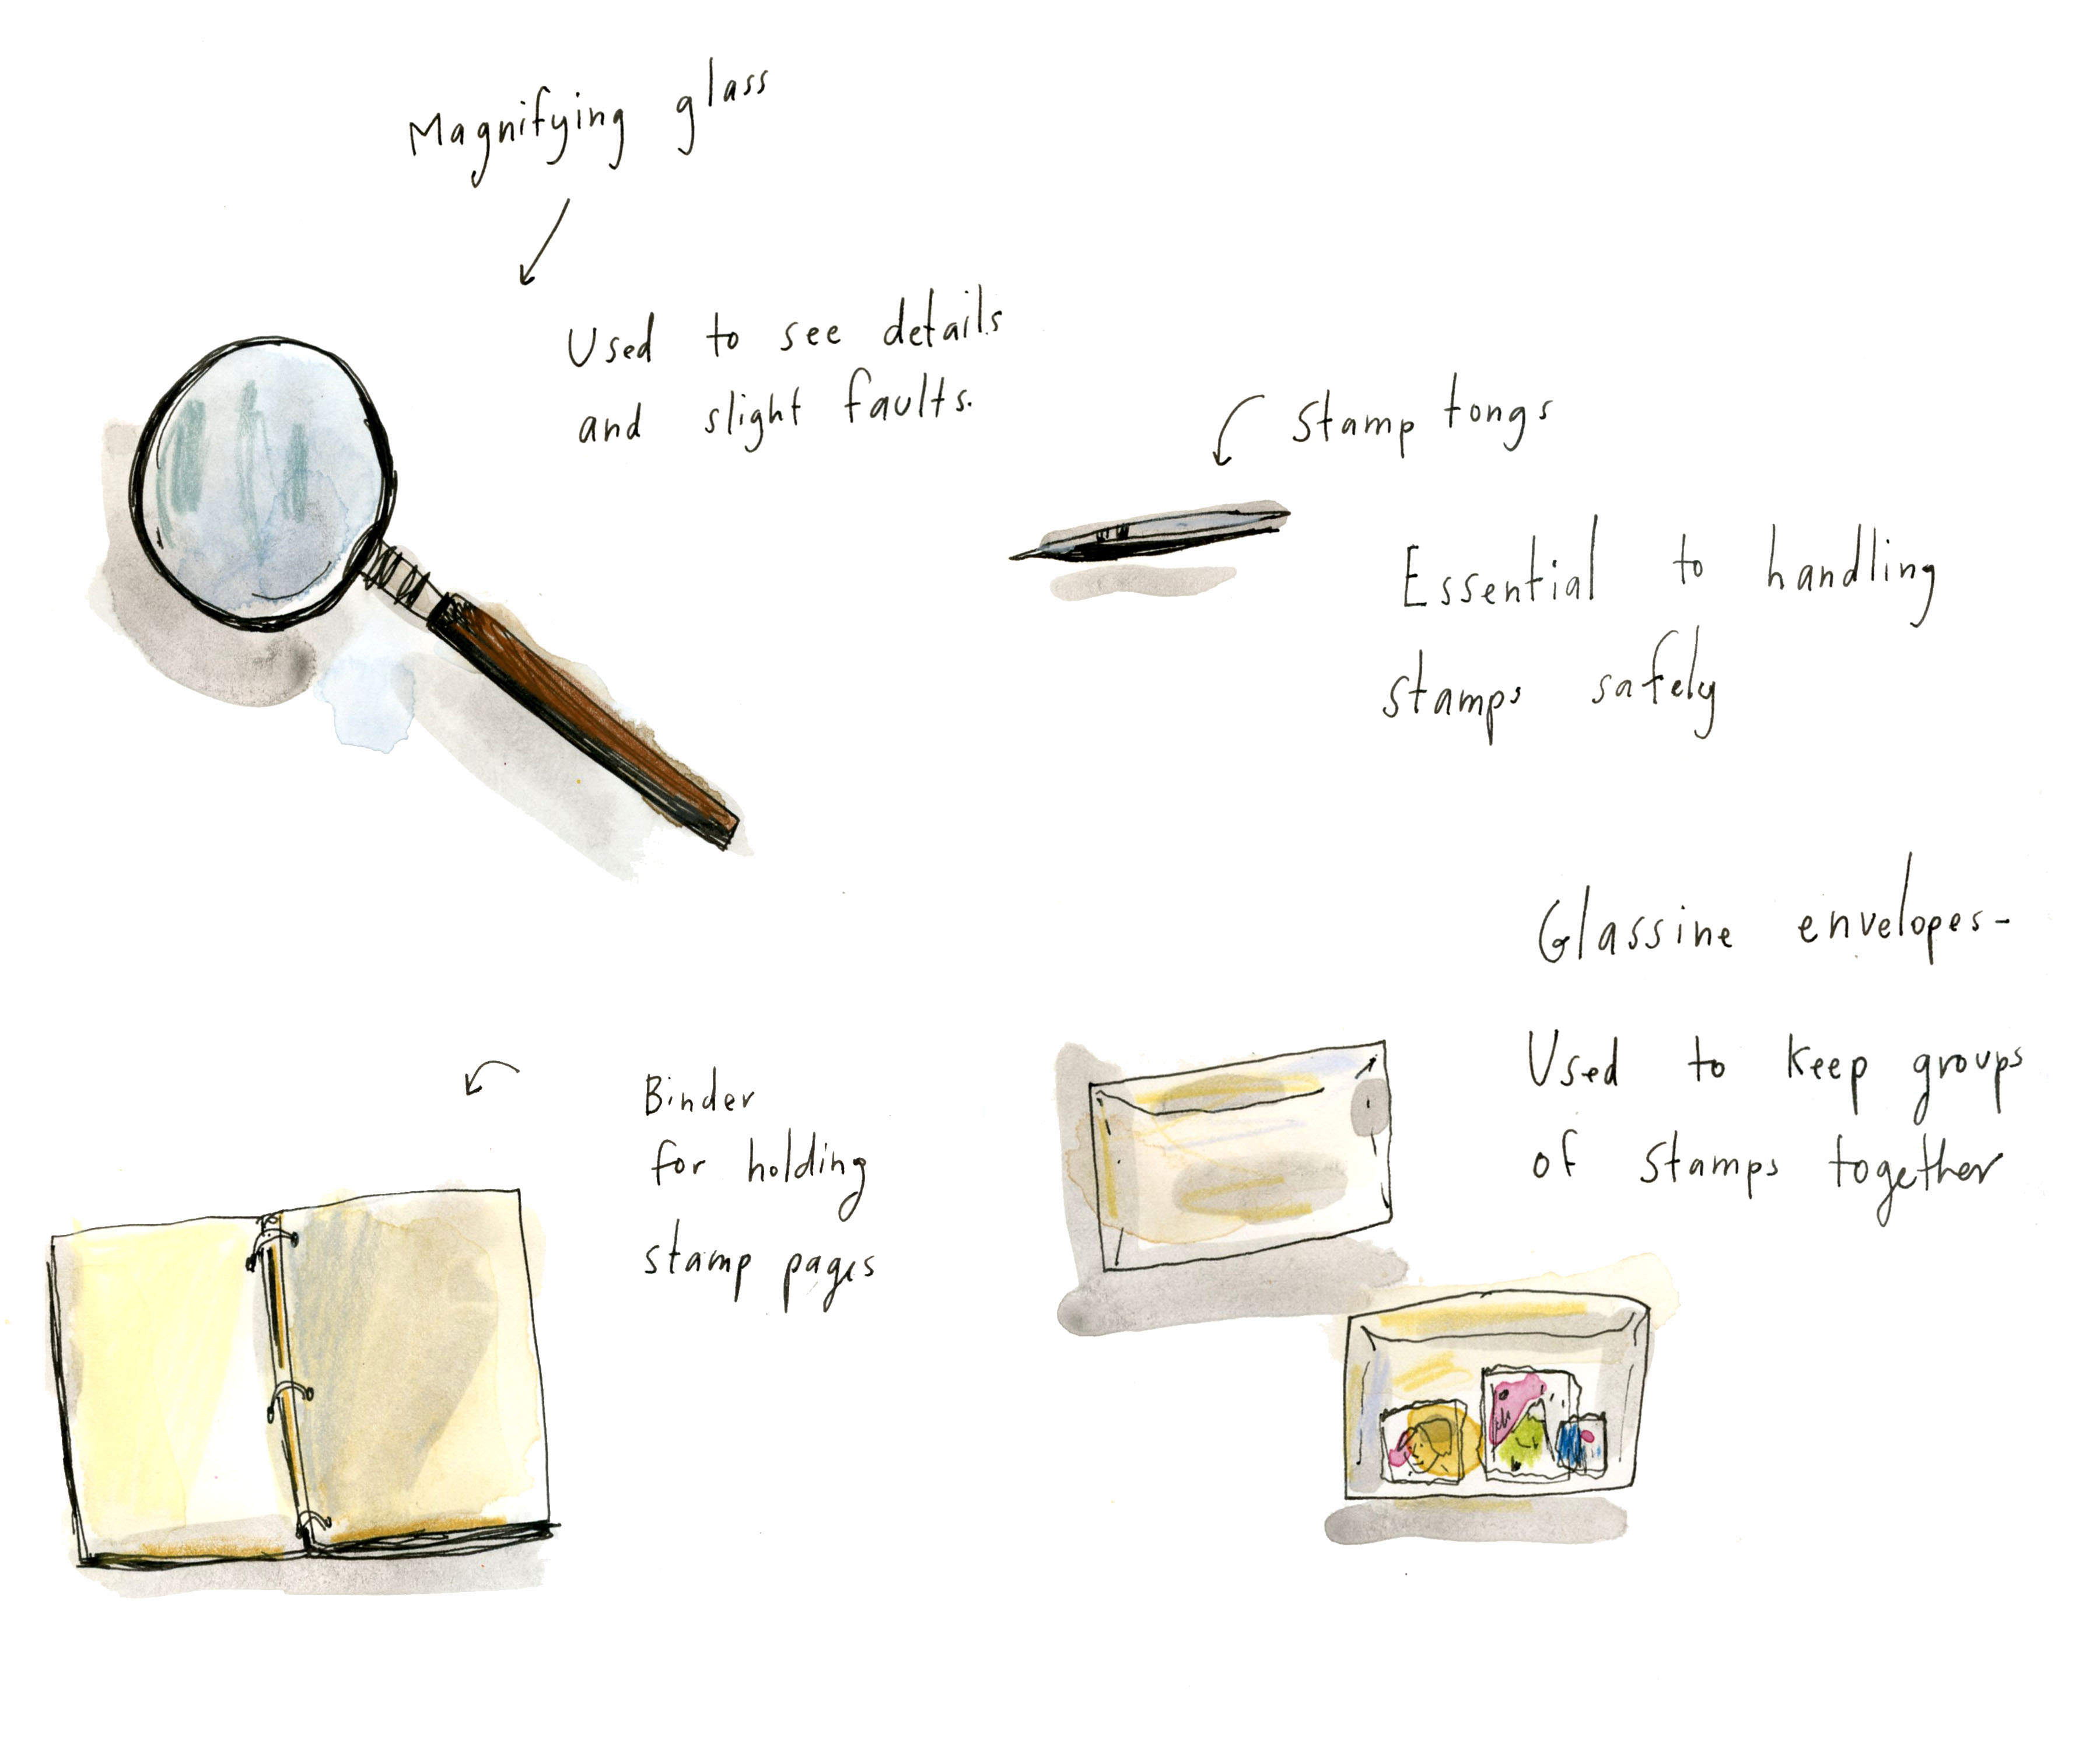 Magnifying glass
Used to see details
and slight faults.
Stamp tongs
Essential to handling
stamps safely
Glassine envelopes-
Used to keep groups
of stamps together
Binder
for holding
stamp pages